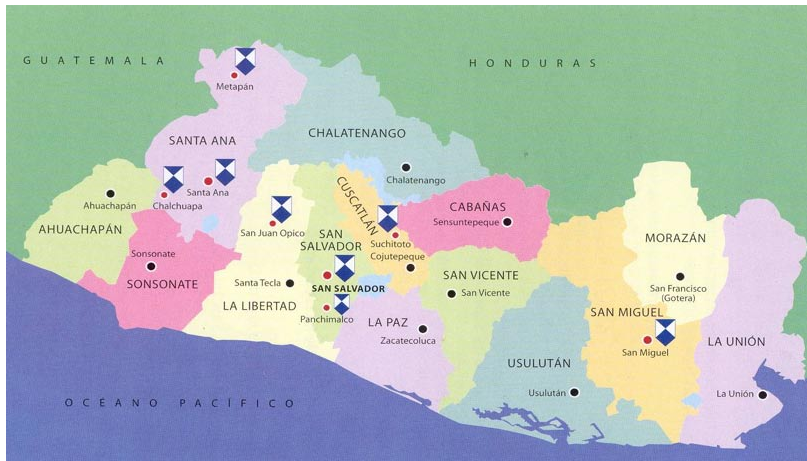 GUATEMALA
HONDURAS
Metapán
SANTA ANA
CHALATENANGO
Chalatenango
Santa Ana
Chalchuapa
Ahuachapán
AHUACHAPÁN
CUSCATLÁN
CABAÑAS
Sensuntepeque
San Juan Opico
SAN
SALVADOR
Suchitoto
Cojutepeque
MORAZÁN
Sonsonate
SONSONATE
Santa Tecla
SAN SALVADOR
SAN VICENTE
San Vicente
San Francisco
(Gotera)
LA LIBERTAD
Panchimalco
LA PAZ
Zacatecoluca
SAN MIGUEL
San Miguel
LA UNIÓN
USULUTÁN
Usulután
La Unión
OCÉANO PACÍFICO